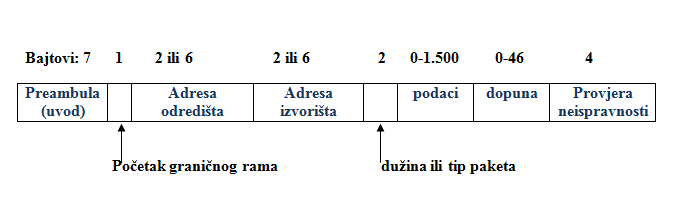 Bajtovi: 7 1 2 ili 6 2 ili 6 2 0-1.500 0-46 4
Preambula (uvod)
Adresa odredišta
Adresa izvorišta
podaci
dopuna
Provjera neispravnosti
Početak graničnog rama
dužina ili tip paketa